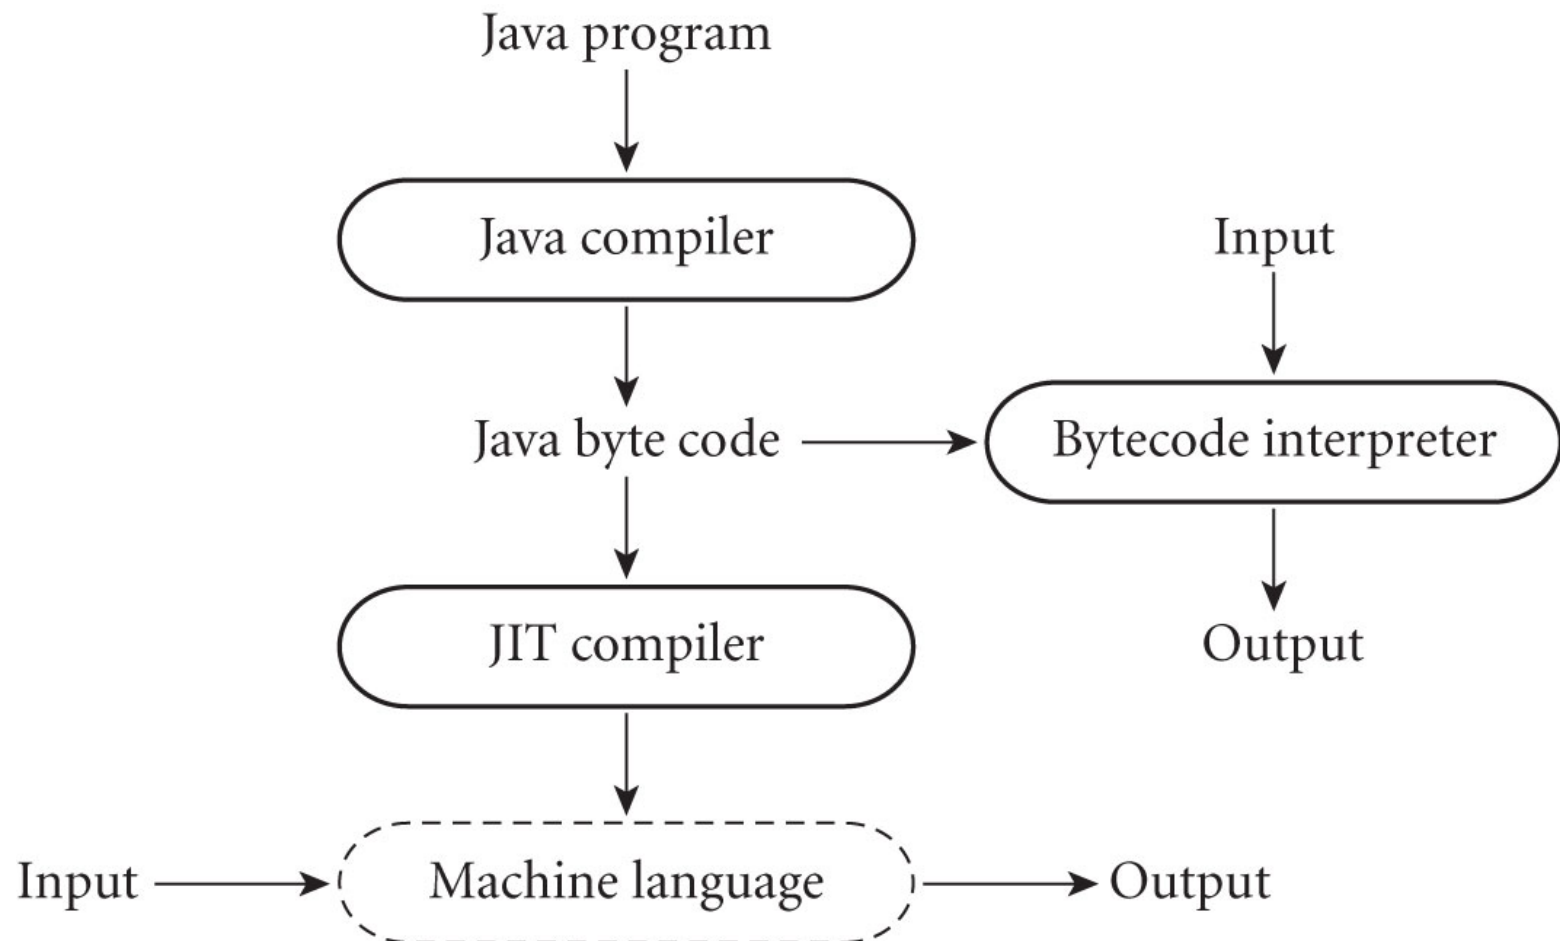 Java program
Java compiler
Input
Java byte code
Bytecode interpreter
JIT compiler
Output
Input
Machine language
Output